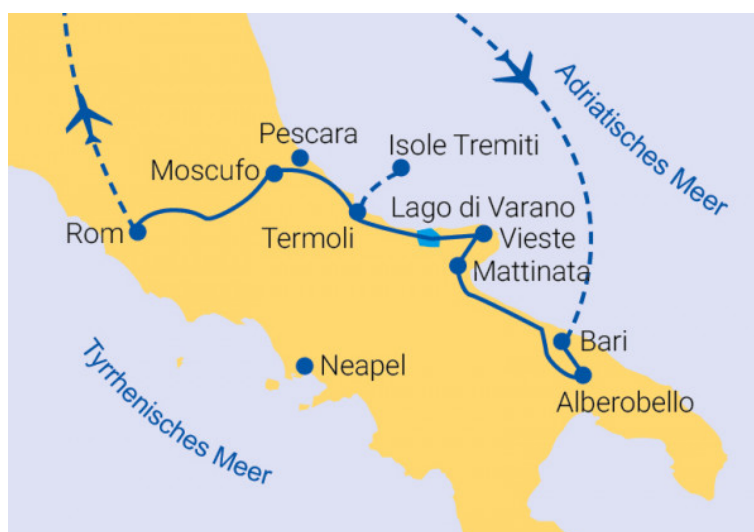 Adriatisches Meer
Pescara
Isole Tremiti
Moscufo
Lago di Varano
Rom
Termoli
Vieste
Mattinata
Bari
Neapel
Alberobello
Tyrrhenisches Meer